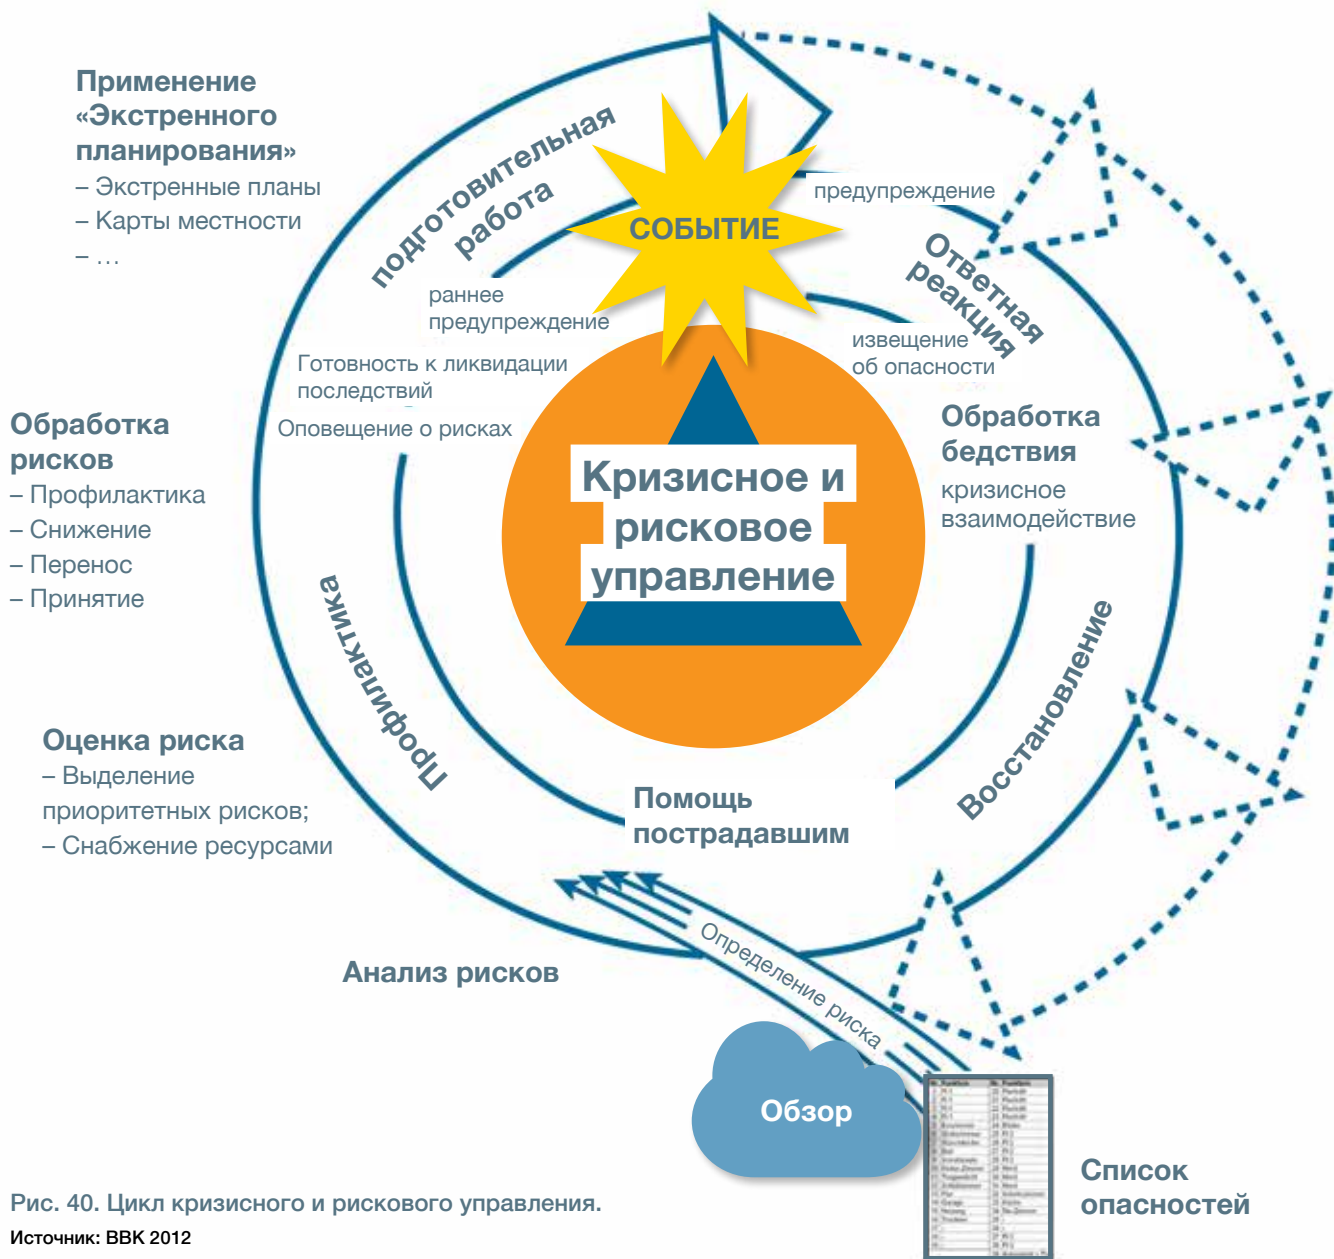 Применение
«Экстренного
планирования»
– Экстренные планы
– Карты местности
– ...
подготовительная
работа
СОБЫТИЕ
предупреждение
Ответная
реакция
раннее
предупреждение
извещение
об опасности
Готовность к ликвидации
последствий
Оповещение о рисках
Обработка
рисков
– Профилактика
– Снижение
– Перенос
– Принятие
Кризисное и
рисковое
управление
Обработка
бедствия
кризисное
взаимодействие
Профилактика
Восстановление
Оценка риска
– Выделение
приоритетных рисков;
– Снабжение ресурсами
Помощь
пострадавшим
Анализ рисков
Определение риска
Обзор
Список
опасностей
Рис. 40. Цикл кризисного и рискового управления.
Источник: BBK 2012